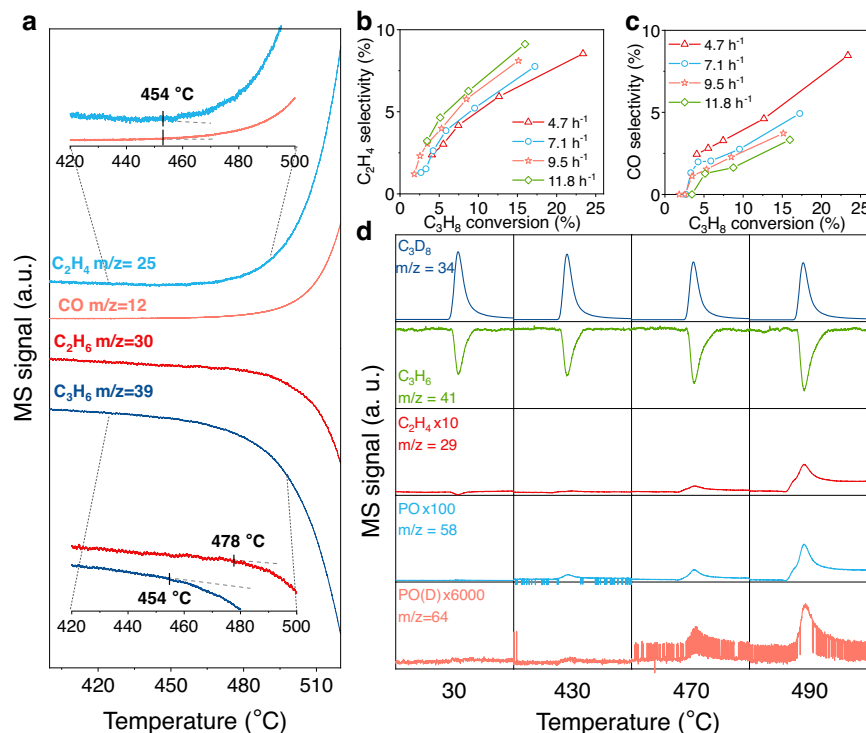 a
454 °C
420 440 460 480 500
C₂H₄ m/z= 25
CO m/z=12
C₂H₆ m/z=30
C₃H₆ m/z=39
478 °C
454 °C
420 440 460 480 500
420 450 480 510
Temperature (°C)
MS signal (a.u.)
b
10
5
0
0 5 10 15 20 25
C₂H₄ selectivity (%)
C₃H₈ conversion (%)
4.7 h⁻¹
7.1 h⁻¹
9.5 h⁻¹
11.8 h⁻¹
c
10
5
0
0 5 10 15 20 25
CO selectivity (%)
C₃H₈ conversion (%)
4.7 h⁻¹
7.1 h⁻¹
9.5 h⁻¹
11.8 h⁻¹
d
C₃D₈
m/z = 34
C₃H₆
m/z = 41
C₂H₄ x10
m/z = 29
PO x100
m/z = 58
PO(D) x6000
m/z=64
30 430 470 490
Temperature (°C)
MS signal (a. u.)